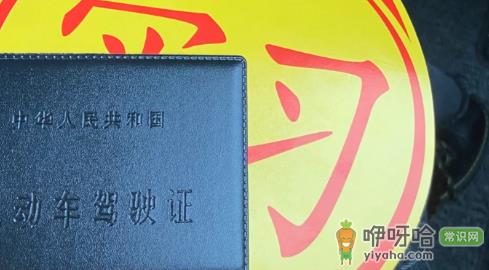 实习
中华人民共和国
动车驾驶证
咿呀哈 常识网
yiyaha.com